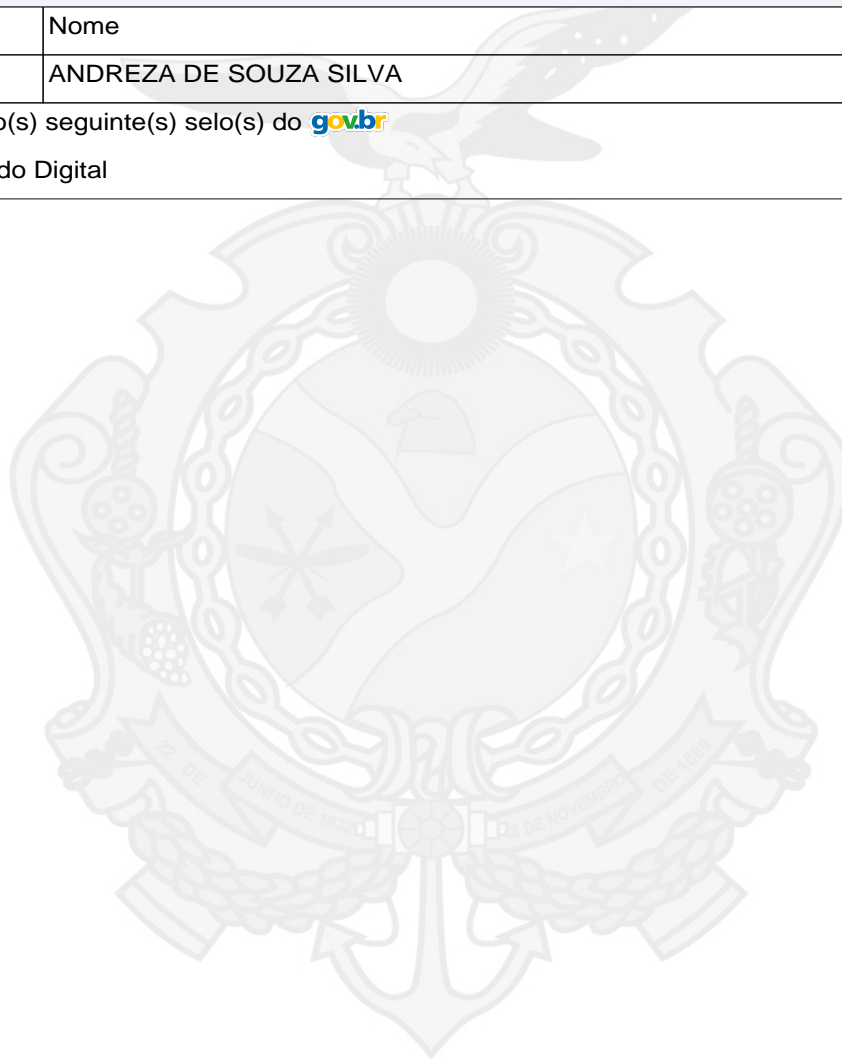 Nome
ANDREZA DE SOUZA SILVA
o(s) seguinte(s) selo(s) do gov.br
do Digital
22 DE
JUNHO DE 1832
21 DE NOVEMBRO
DE 1889